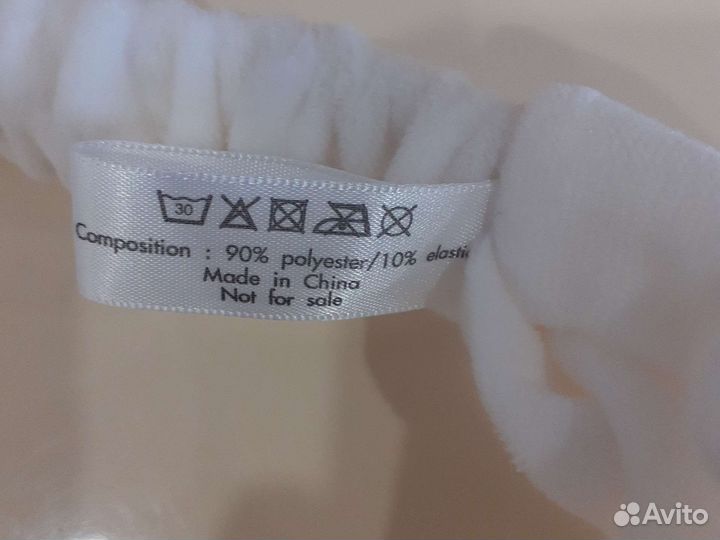 30
Composition : 90% polyester/10% elastic
Made in China
Not for sale
Avito